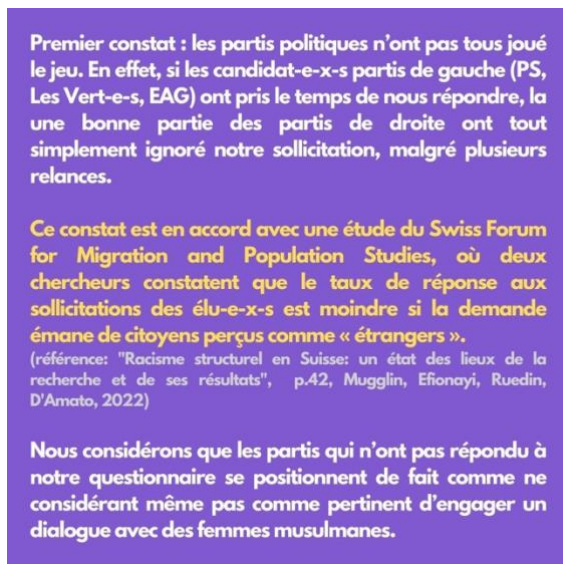 Premier constat : les partis politiques n'ont pas tous joué
le jeu. En effet, si les candidat-e-x-s partis de gauche (PS,
Les Vert-e-s, EAG) ont pris le temps de nous répondre, la
une bonne partie des partis de droite ont tout
simplement ignoré notre sollicitation, malgré plusieurs
relances.
Ce constat est en accord avec une étude du Swiss Forum
for Migration and Population Studies, où deux
chercheurs constatent que le taux de réponse aux
sollicitations des élu-e-x-s est moindre si la demande
émane de citoyens perçus comme « étrangers ».
(référence: "Racisme structurel en Suisse: un état des lieux de la
recherche et de ses résultats", p.42, Mugglin, Efionayi, Ruedin,
D'Amato, 2022)
Nous considérons que les partis qui n'ont pas répondu à
notre questionnaire se positionnent de fait comme ne
considérant même pas comme pertinent d'engager un
dialogue avec des femmes musulmanes.